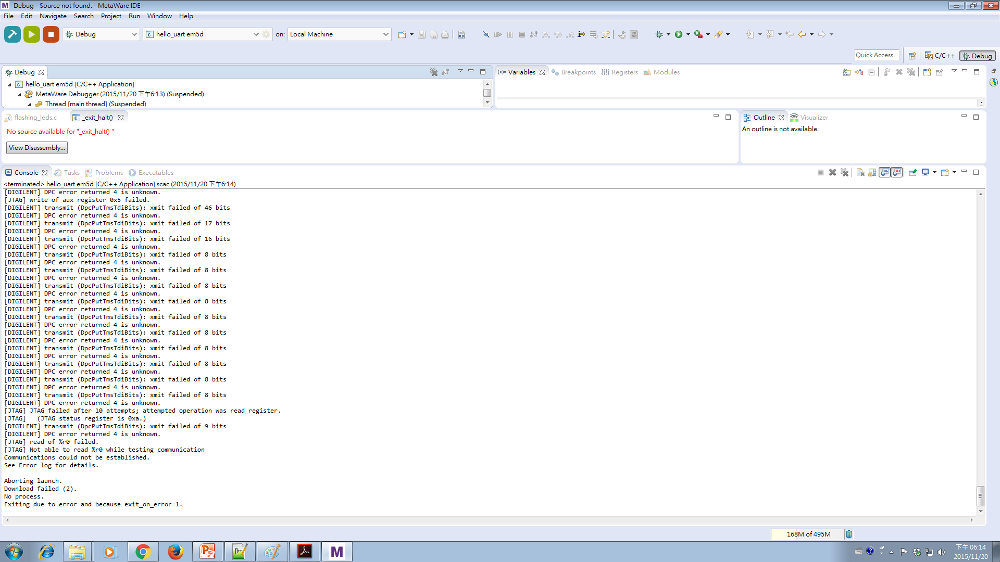 Debug - Source not found. - MetaWare IDE
File Edit Navigate Search Project Run Window Help
Debug hello_uart em5d on: Local Machine
Quick Access C/C++ Debug
Debug
hello_uart em5d [C/C++ Application]
MetaWare Debugger (2015/11/20 下午6:13) (Suspended)
Thread [main thread] (Suspended)
(x)= Variables Breakpoints Registers Modules
flashing_leds.c _exit_halt()
No source available for "_exit_halt() "
View Disassembly...
Outline Visualizer
An outline is not available.
Console Tasks Problems Executables
<terminated> hello_uart em5d [C/C++ Application] scac (2015/11/20 下午6:14)
[DIGILENT] DPC error returned 4 is unknown.
[JTAG] write of aux register 0x5 failed.
[DIGILENT] transmit (DpcPutTmsTdiBits): xmit failed of 46 bits
[DIGILENT] DPC error returned 4 is unknown.
[DIGILENT] transmit (DpcPutTmsTdiBits): xmit failed of 17 bits
[DIGILENT] DPC error returned 4 is unknown.
[DIGILENT] transmit (DpcPutTmsTdiBits): xmit failed of 16 bits
[DIGILENT] DPC error returned 4 is unknown.
[DIGILENT] transmit (DpcPutTmsTdiBits): xmit failed of 8 bits
[DIGILENT] DPC error returned 4 is unknown.
[DIGILENT] transmit (DpcPutTmsTdiBits): xmit failed of 8 bits
[DIGILENT] DPC error returned 4 is unknown.
[DIGILENT] transmit (DpcPutTmsTdiBits): xmit failed of 8 bits
[DIGILENT] DPC error returned 4 is unknown.
[DIGILENT] transmit (DpcPutTmsTdiBits): xmit failed of 8 bits
[DIGILENT] DPC error returned 4 is unknown.
[DIGILENT] transmit (DpcPutTmsTdiBits): xmit failed of 8 bits
[DIGILENT] DPC error returned 4 is unknown.
[DIGILENT] transmit (DpcPutTmsTdiBits): xmit failed of 8 bits
[DIGILENT] DPC error returned 4 is unknown.
[DIGILENT] transmit (DpcPutTmsTdiBits): xmit failed of 8 bits
[DIGILENT] DPC error returned 4 is unknown.
[DIGILENT] transmit (DpcPutTmsTdiBits): xmit failed of 8 bits
[DIGILENT] DPC error returned 4 is unknown.
[DIGILENT] transmit (DpcPutTmsTdiBits): xmit failed of 8 bits
[DIGILENT] DPC error returned 4 is unknown.
[DIGILENT] transmit (DpcPutTmsTdiBits): xmit failed of 8 bits
[DIGILENT] DPC error returned 4 is unknown.
[JTAG] JTAG failed after 10 attempts; attempted operation was read_register.
[JTAG]   (JTAG status register is 0xa.)
[DIGILENT] transmit (DpcPutTmsTdiBits): xmit failed of 9 bits
[DIGILENT] DPC error returned 4 is unknown.
[JTAG] read of %r0 failed.
[JTAG] Not able to read %r0 while testing communication
Communications could not be established.
See Error log for details.
Aborting launch.
Download failed (2).
No process.
Exiting due to error and because exit_on_error=1.
168M of 495M
下午 06:14
2015/11/20